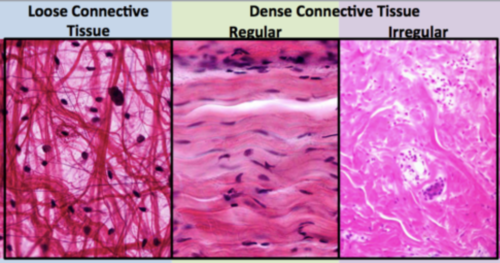 Loose Connective
Tissue
Dense Connective Tissue
Regular
Irregular